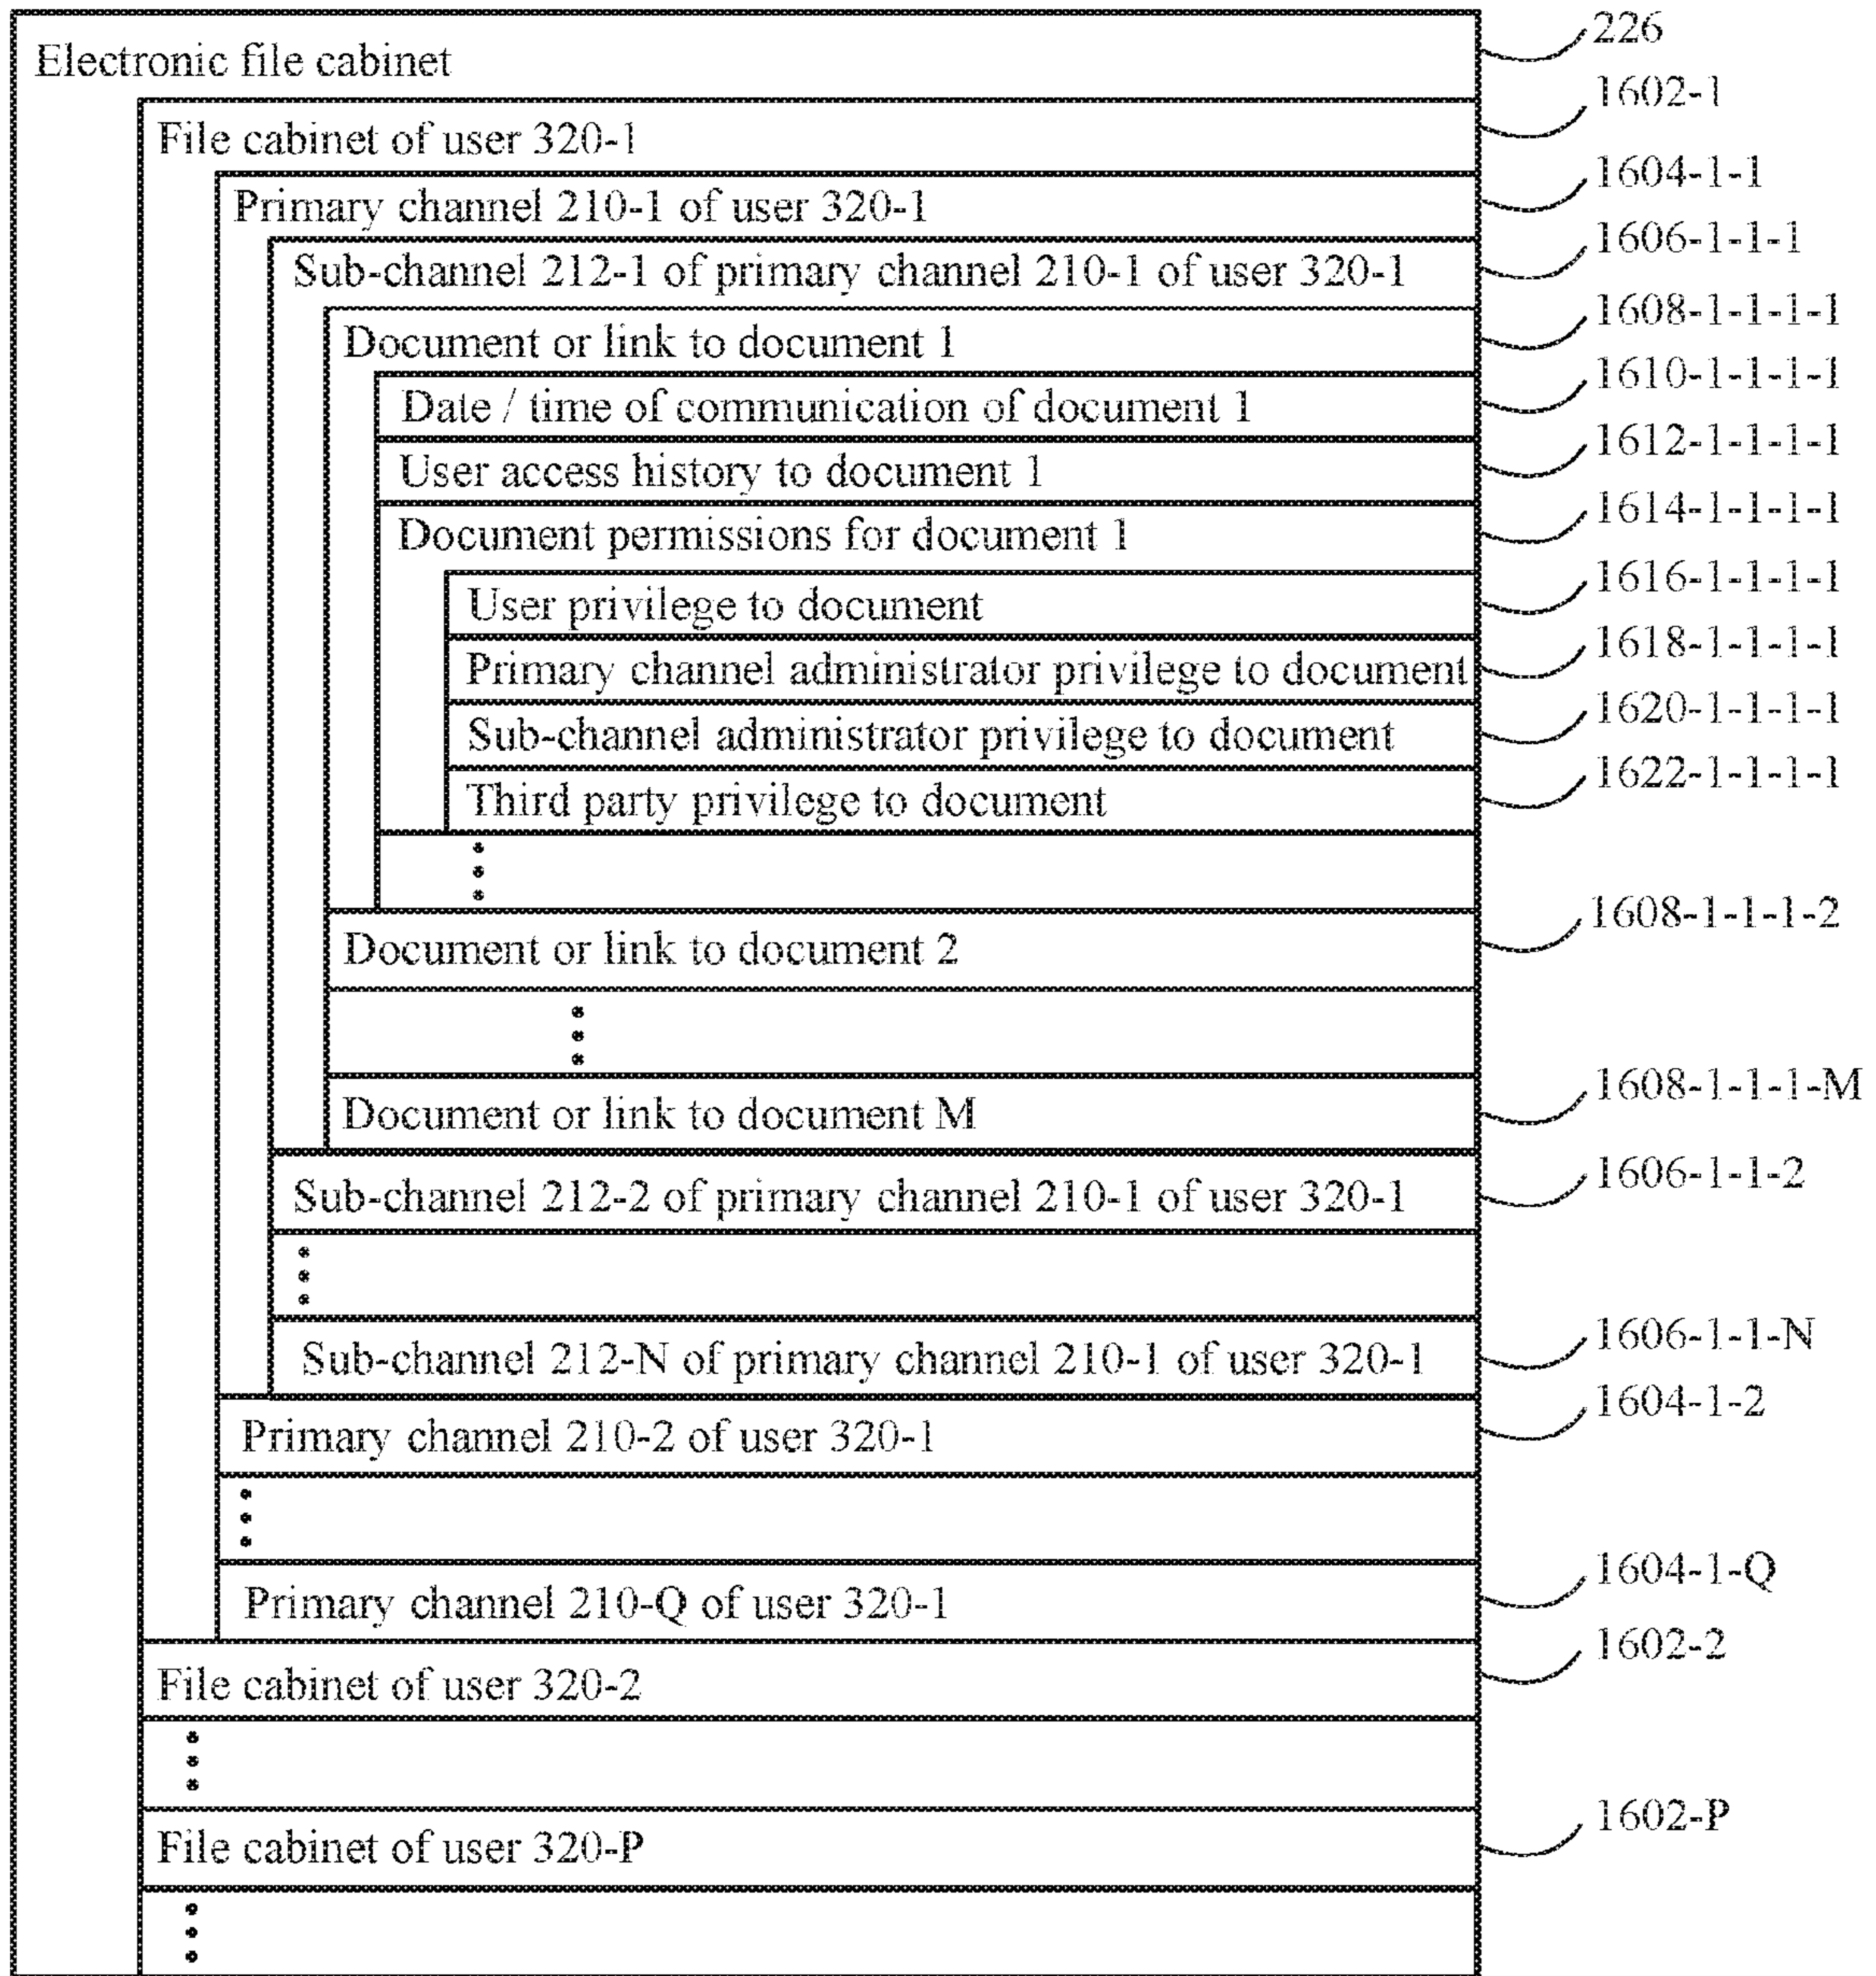 Electronic file cabinet 226
File cabinet of user 320-1 1602-1
Primary channel 210-1 of user 320-1 1604-1-1
Sub-channel 212-1 of primary channel 210-1 of user 320-1 1606-1-1-1
Document or link to document 1 1608-1-1-1-1
Date / time of communication of document 1 1610-1-1-1-1
User access history to document 1 1612-1-1-1-1
Document permissions for document 1 1614-1-1-1-1
User privilege to document 1616-1-1-1-1
Primary channel administrator privilege to document 1618-1-1-1-1
Sub-channel administrator privilege to document 1620-1-1-1-1
Third party privilege to document 1622-1-1-1-1
Document or link to document 2 1608-1-1-1-2
Document or link to document M 1608-1-1-1-M
Sub-channel 212-2 of primary channel 210-1 of user 320-1 1606-1-1-2
Sub-channel 212-N of primary channel 210-1 of user 320-1 1606-1-1-N
Primary channel 210-2 of user 320-1 1604-1-2
Primary channel 210-Q of user 320-1 1604-1-Q
File cabinet of user 320-2 1602-2
File cabinet of user 320-P 1602-P